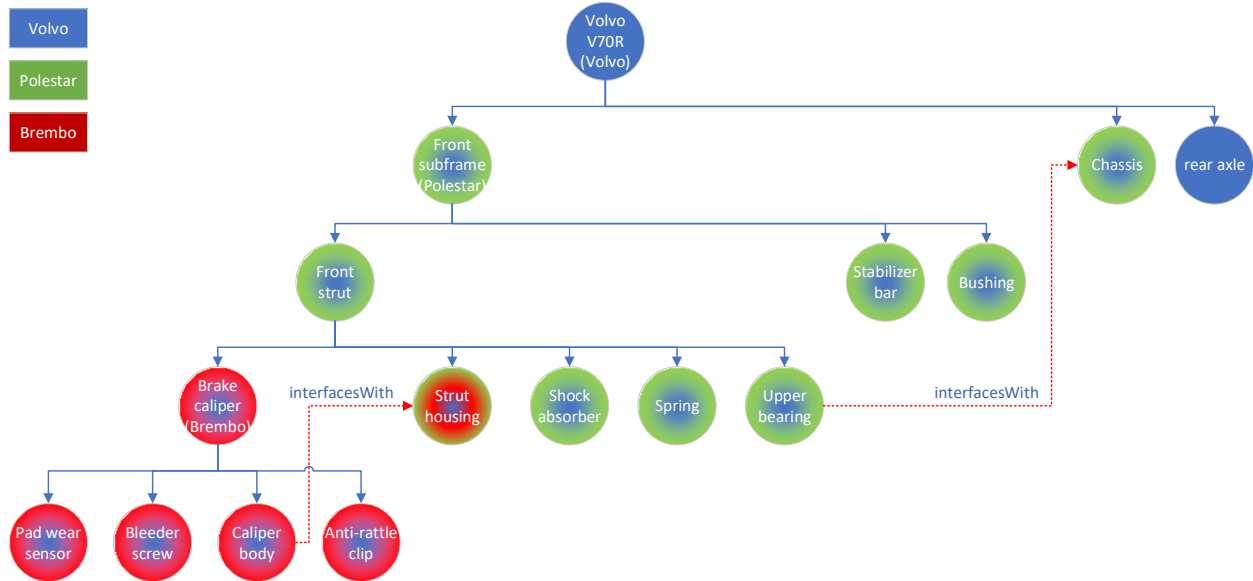 Volvo
Polestar
Brembo
Volvo
V70R
(Volvo)
Front
subframe
(Polestar)
Chassis
rear axle
Front
strut
Stabilizer
bar
Bushing
Brake
caliper
(Brembo)
interfacesWith
Strut
housing
Shock
absorber
Spring
Upper
bearing
interfacesWith
Pad wear
sensor
Bleeder
screw
Caliper
body
Anti-rattle
clip